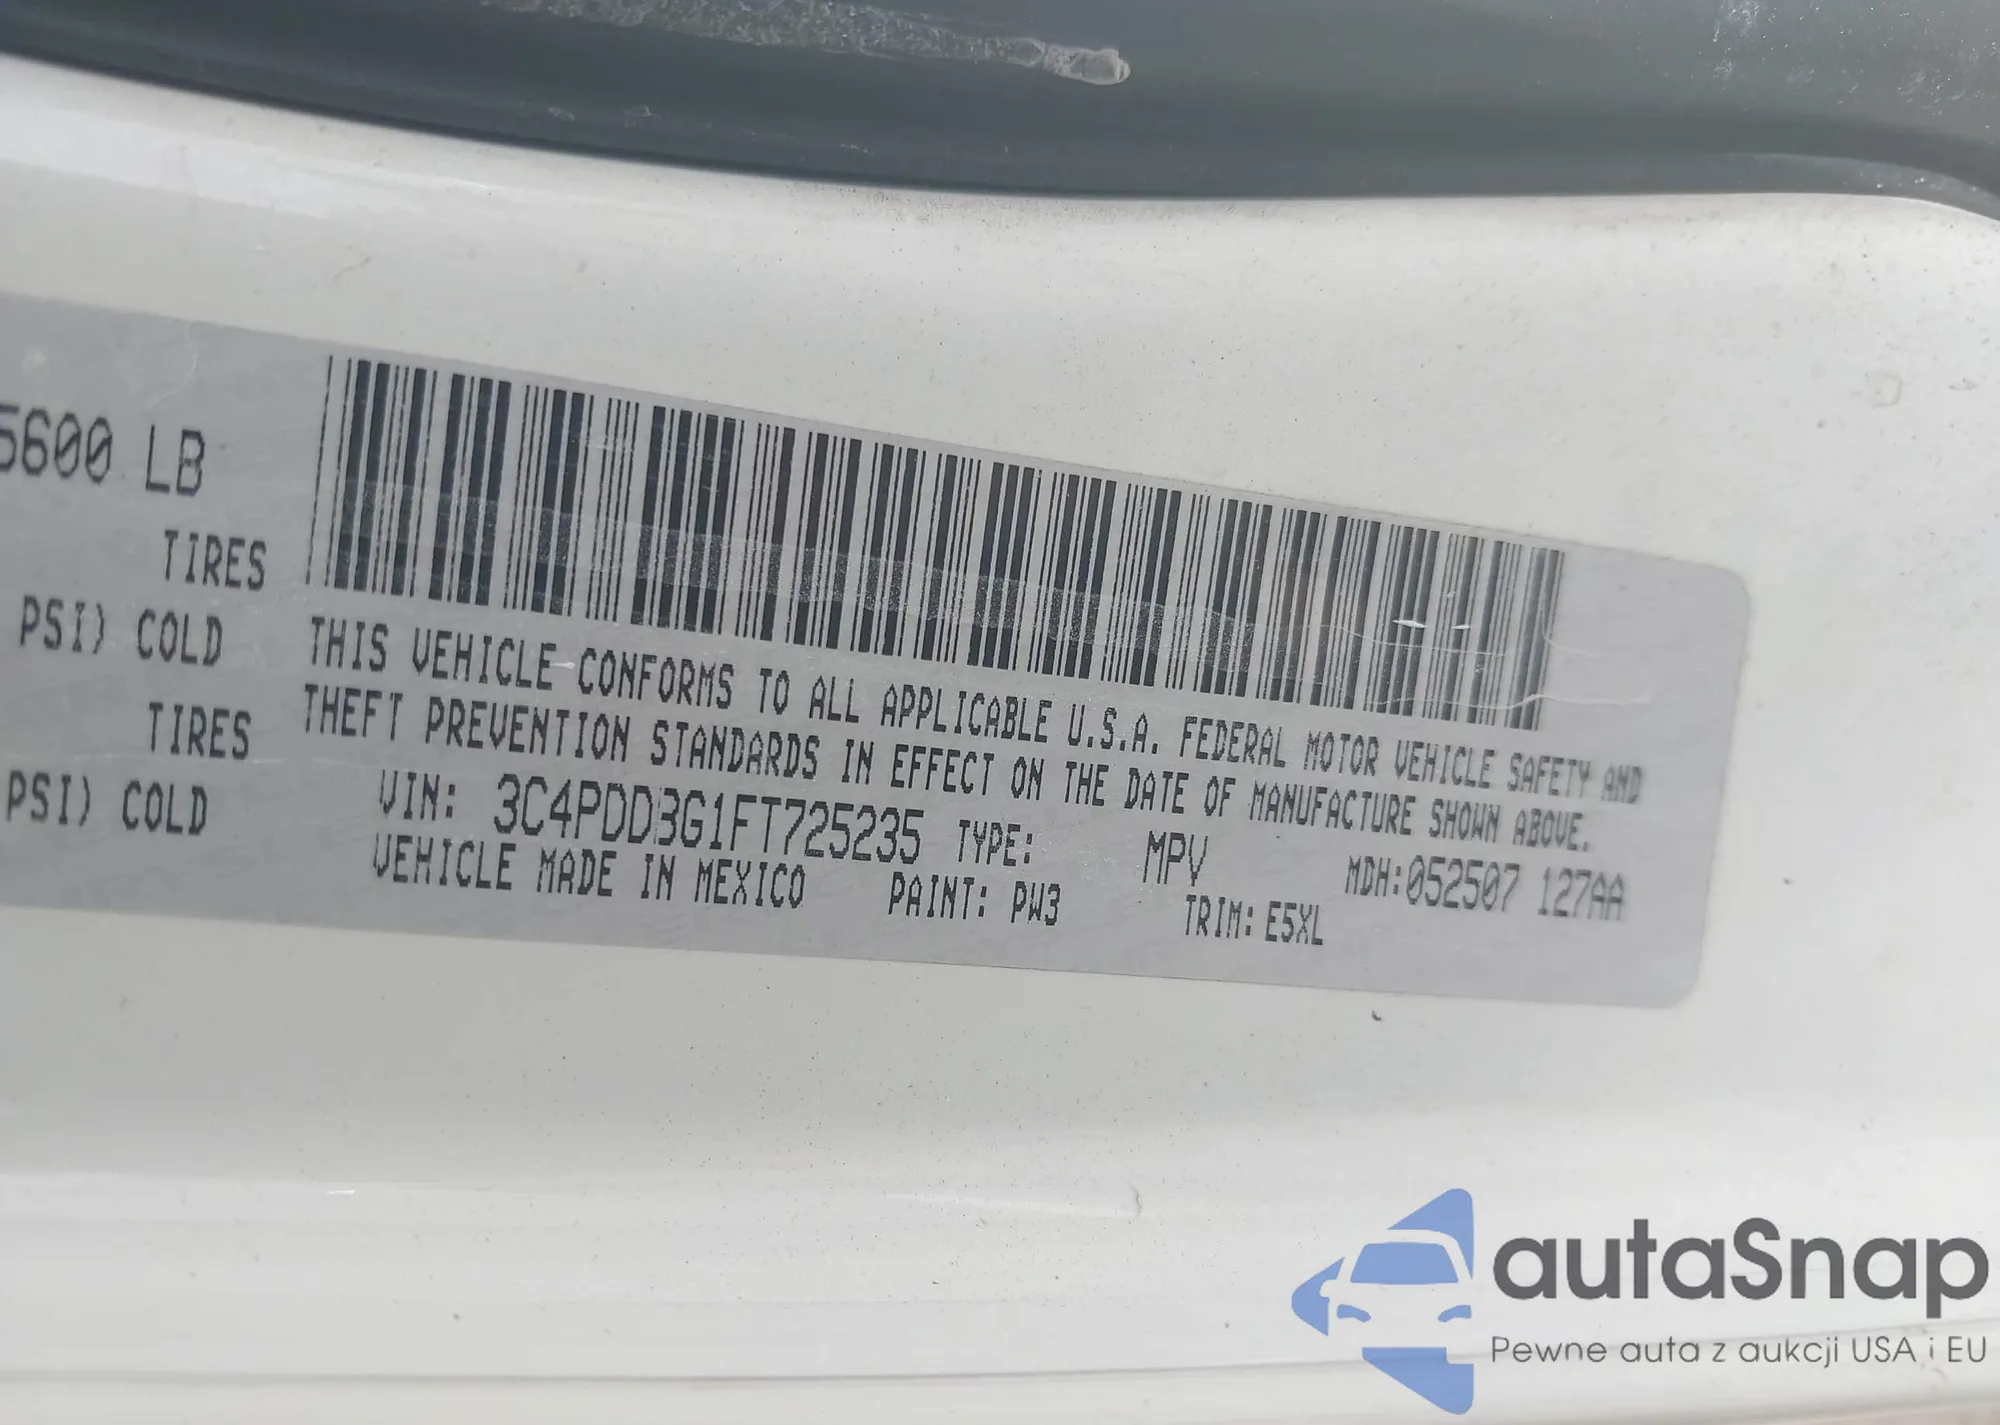 5600 LB
TIRES
PSI) COLD
TIRES
PSI) COLD
THIS VEHICLE CONFORMS TO ALL APPLICABLE U.S.A. FEDERAL MOTOR VEHICLE SAFETY AND
THEFT PREVENTION STANDARDS IN EFFECT ON THE DATE OF MANUFACTURE SHOWN ABOVE.
VIN: 3C4PDDBG1FT725235 TYPE: MPV MDH:052507 127AA
VEHICLE MADE IN MEXICO PAINT: PW3 TRIM: E5XL
autaSnap
Pewne auta z aukcji USA i EU